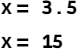 x = 3.5
x = 15